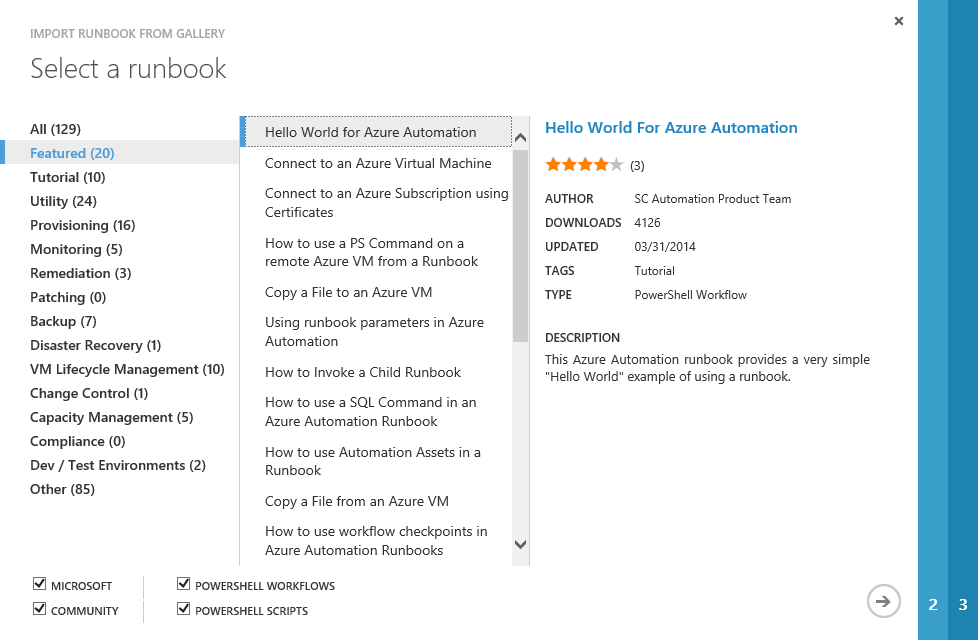 IMPORT RUNBOOK FROM GALLERY
Select a runbook
All (129)
Featured (20)
Tutorial (10)
Utility (24)
Provisioning (16)
Monitoring (5)
Remediation (3)
Patching (0)
Backup (7)
Disaster Recovery (1)
VM Lifecycle Management (10)
Change Control (1)
Capacity Management (5)
Compliance (0)
Dev / Test Environments (2)
Other (85)
Hello World for Azure Automation
Connect to an Azure Virtual Machine
Connect to an Azure Subscription using
Certificates
How to use a PS Command on a
remote Azure VM from a Runbook
Copy a File to an Azure VM
Using runbook parameters in Azure
Automation
How to Invoke a Child Runbook
How to use a SQL Command in an
Azure Automation Runbook
How to use Automation Assets in a
Runbook
Copy a File from an Azure VM
How to use workflow checkpoints in
Azure Automation Runbooks
Hello World For Azure Automation
(3)
AUTHOR SC Automation Product Team
DOWNLOADS 4126
UPDATED 03/31/2014
TAGS Tutorial
TYPE PowerShell Workflow
DESCRIPTION
This Azure Automation runbook provides a very simple
"Hello World" example of using a runbook.
MICROSOFT
COMMUNITY
POWERSHELL WORKFLOWS
POWERSHELL SCRIPTS
2 3